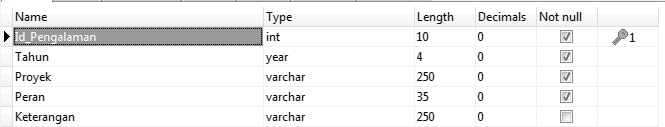 Name Type Length Decimals Not null
Id_Pengalaman int 10 0 1
Tahun year 4 0
Proyek varchar 250 0
Peran varchar 35 0
Keterangan varchar 250 0